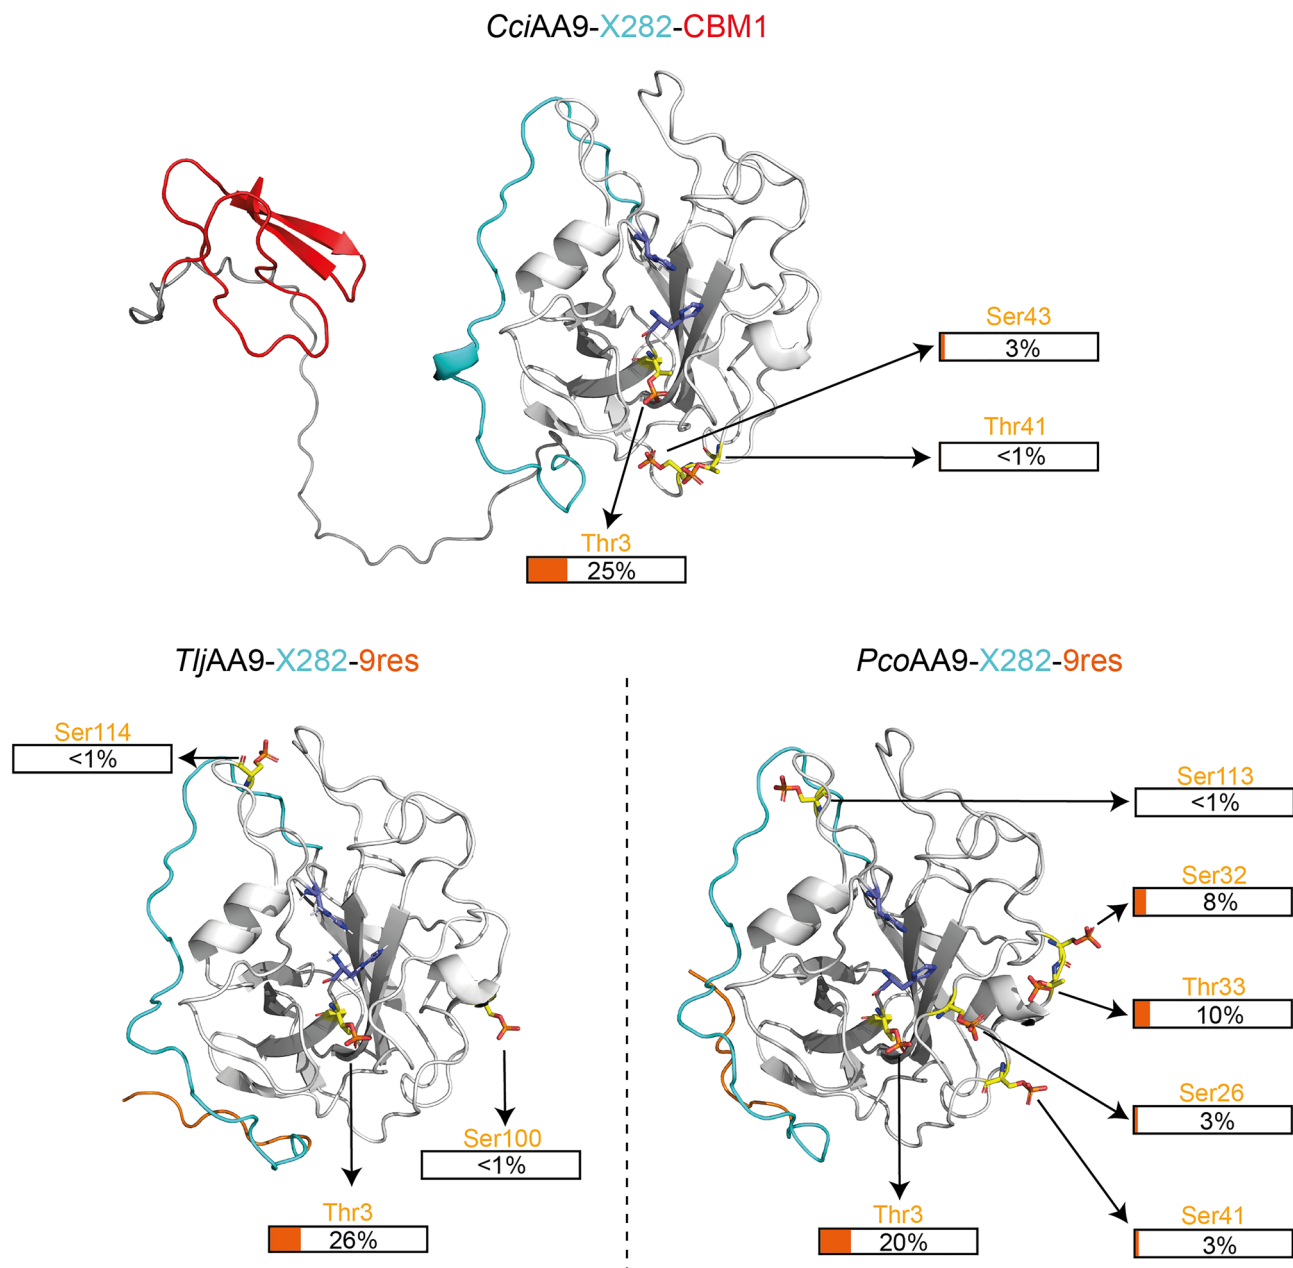 CciAA9-X282-CBM1
Ser43
3%
Thr41
<1%
Thr3
25%
TljAA9-X282-9res
Ser114
<1%
Ser100
<1%
Thr3
26%
PcoAA9-X282-9res
Ser113
<1%
Ser32
8%
Thr33
10%
Ser26
3%
Thr3
20%
Ser41
3%